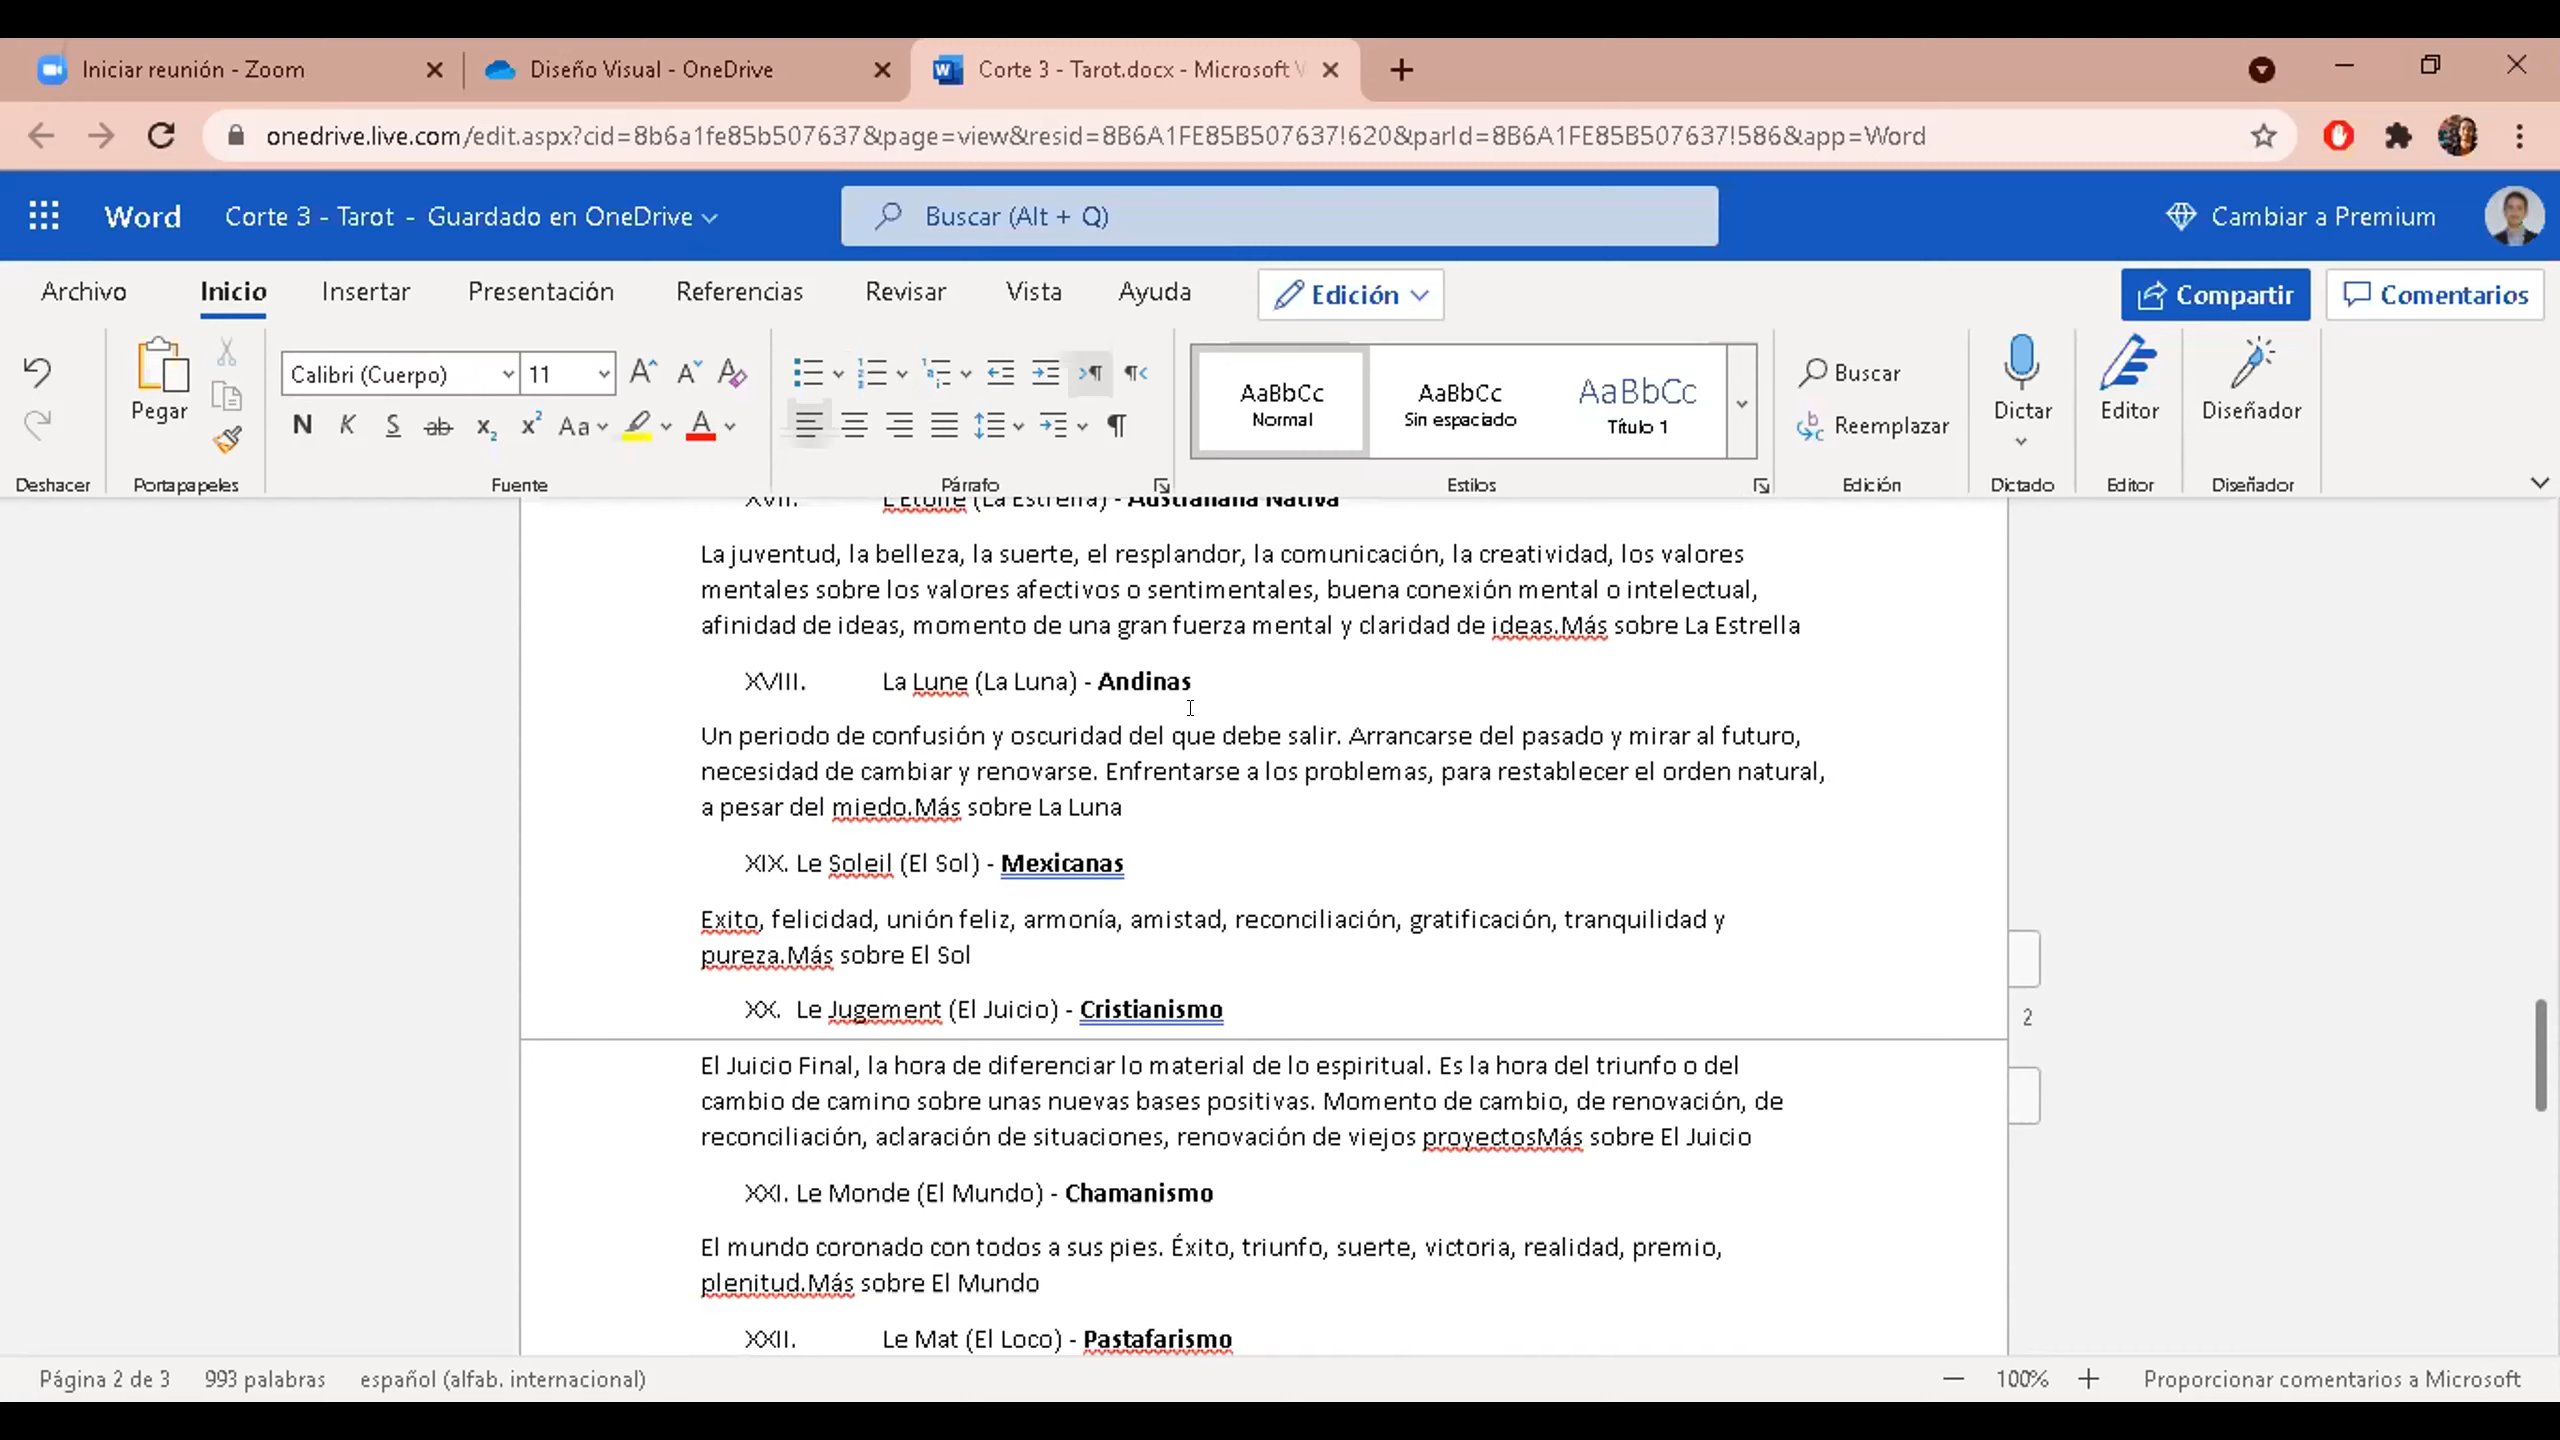 Iniciar reunión - Zoom
Diseño Visual - OneDrive
Corte 3 - Tarot.docx - Microsoft
onedrive.live.com/edit.aspx?cid=8b6a1fe85b507637&page=view&resid=8B6A1FE85B507637!620&parId=8B6A1FE85B507637!586&app=Word
Word
Corte 3 - Tarot - Guardado en OneDrive
Buscar (Alt + Q)
Cambiar a Premium
Archivo Inicio Insertar Presentación Referencias Revisar Vista Ayuda
Edición
Compartir
Comentarios
Pegar
Calibri (Cuerpo) 11
N K S ab x₂ x² Aa A
AaBbCc AaBbCc AaBbCc
Normal Sin espaciado Título 1
Buscar
Reemplazar
Dictar
Editor
Diseñador
Deshacer Portapapeles Fuente Párrafo Estilos Edición Dictado Editor Diseñador
XVII. L'Etoile (La Estrella) - Australiana Nativa
La juventud, la belleza, la suerte, el resplandor, la comunicación, la creatividad, los valores
mentales sobre los valores afectivos o sentimentales, buena conexión mental o intelectual,
afinidad de ideas, momento de una gran fuerza mental y claridad de ideas.Más sobre La Estrella
XVIII. La Lune (La Luna) - Andinas
Un periodo de confusión y oscuridad del que debe salir. Arrancarse del pasado y mirar al futuro,
necesidad de cambiar y renovarse. Enfrentarse a los problemas, para restablecer el orden natural,
a pesar del miedo.Más sobre La Luna
XIX. Le Soleil (El Sol) - Mexicanas
Exito, felicidad, unión feliz, armonía, amistad, reconciliación, gratificación, tranquilidad y
pureza.Más sobre El Sol
XX. Le Jugement (El Juicio) - Cristianismo
2
El Juicio Final, la hora de diferenciar lo material de lo espiritual. Es la hora del triunfo o del
cambio de camino sobre unas nuevas bases positivas. Momento de cambio, de renovación, de
reconciliación, aclaración de situaciones, renovación de viejos proyectosMás sobre El Juicio
XXI. Le Monde (El Mundo) - Chamanismo
El mundo coronado con todos a sus pies. Éxito, triunfo, suerte, victoria, realidad, premio,
plenitud.Más sobre El Mundo
XXII. Le Mat (El Loco) - Pastafarismo
Página 2 de 3 993 palabras español (alfab. internacional)
100% Proporcionar comentarios a Microsoft